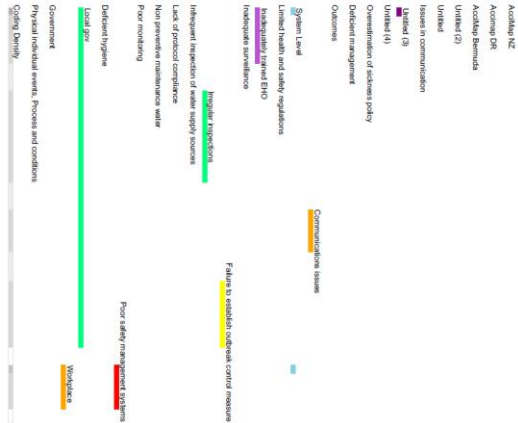 AcciMap NZ
Accimap DR
AcciMap Bermuda
Untitled (2)
Untitled
Issues in communication
Untitled (3)
Untitled (4)
Overestimation of sickness policy
Deficient management
Outcomes
Communications issues
System Level
Limited health and safety regulations
Inadequately trained EHO
Inadequate surveillance
Failure to establish outbreak control measure
Irregular inspections
Infrequent inspection of water supply sources
Lack of protocol compliance
Non preventive maintenance water
Poor monitoring
Poor safety management systems
Deficient hygiene
Local gov
Workplace
Government
Physical individual events, Process and conditions
Coding Density